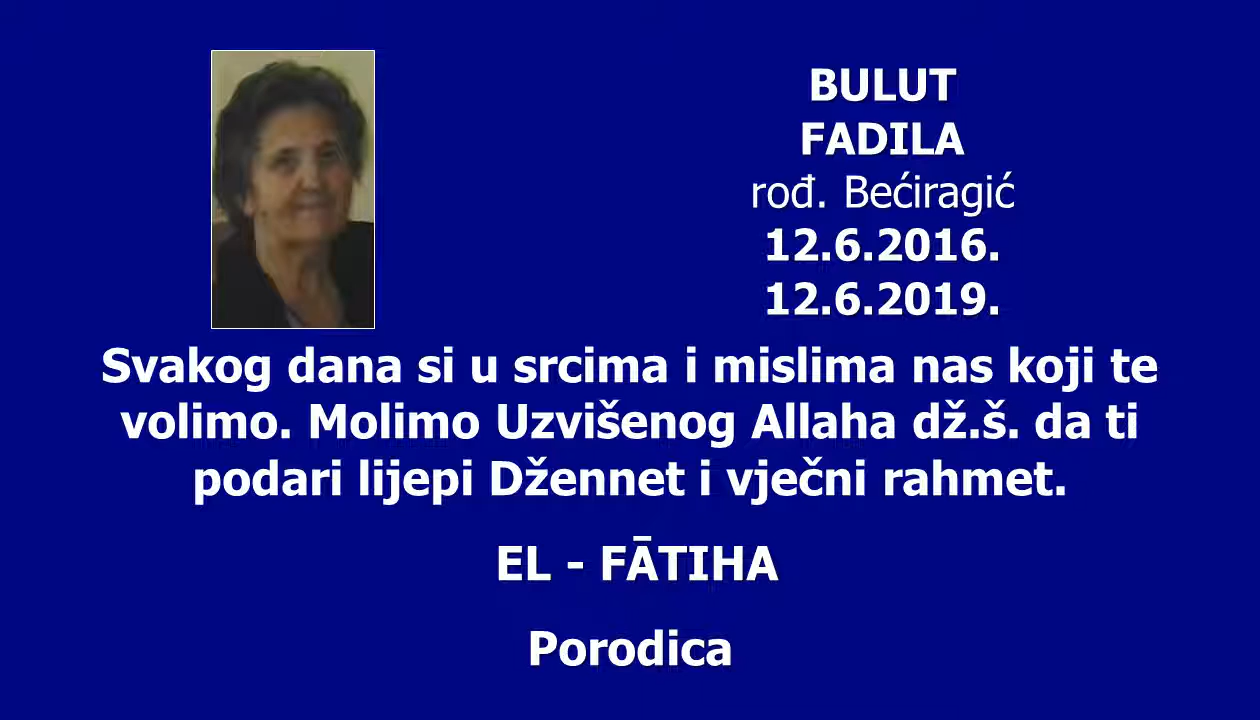 BULUT
FADILA
rođ. Bećiragić
12.6.2016.
12.6.2019.
Svakog dana si u srcima i mislima nas koji te
volimo. Molimo Uzvišenog Allaha dž.š. da ti
podari lijepi Džennet i vječni rahmet.
EL - FĀTIHA
Porodica